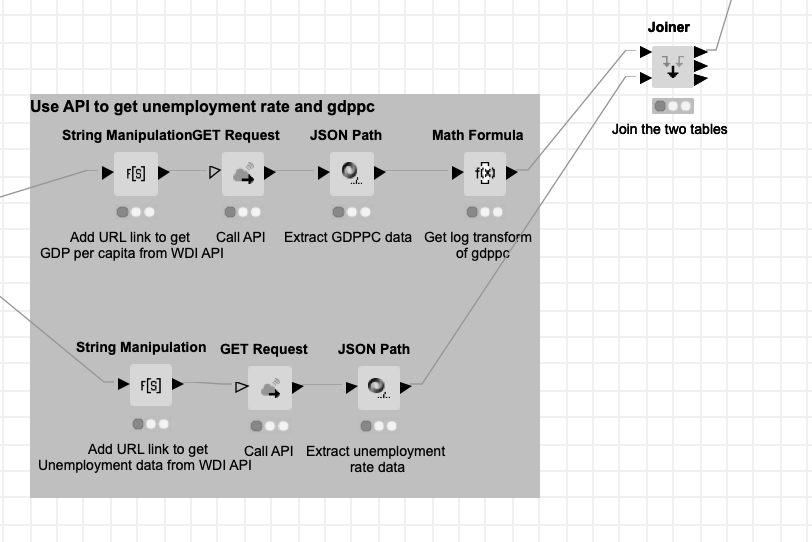 Joiner
Join the two tables
Use API to get unemployment rate and gdppc
String Manipulation
GET Request
JSON Path
Math Formula
F[S]
f(x)
Add URL link to get
GDP per capita from WDI API
Call API
Extract GDPPC data
Get log transform
of gdppc
String Manipulation
GET Request
JSON Path
F[S]
Add URL link to get
Unemployment data from WDI API
Call API
Extract unemployment
rate data